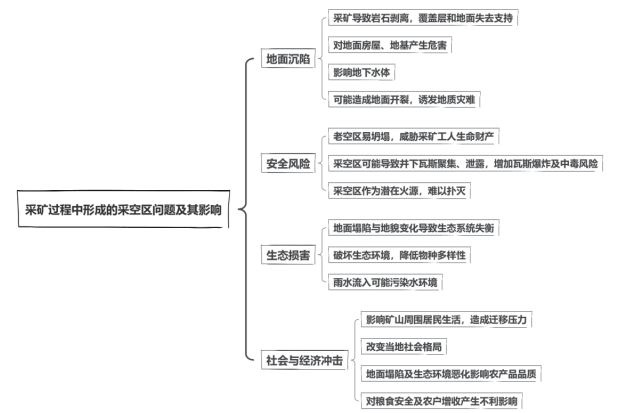 采矿过程中形成的采空区问题及其影响
地面沉陷
采矿导致岩石剥离，覆盖层和地面失去支持
对地面房屋、地基产生危害
影响地下水体
可能造成地面开裂，诱发地质灾难
安全风险
老空区易坍塌，威胁采矿工人生命财产
采空区可能导致井下瓦斯聚集、泄露，增加瓦斯爆炸及中毒风险
采空区作为潜在火源，难以扑灭
生态损害
地面塌陷与地貌变化导致生态系统失衡
破坏生态环境，降低物种多样性
雨水流入可能污染水环境
社会与经济冲击
影响矿山周围居民生活，造成迁移压力
改变当地社会格局
地面塌陷及生态环境恶化影响农产品品质
对粮食安全及农户增收产生不利影响